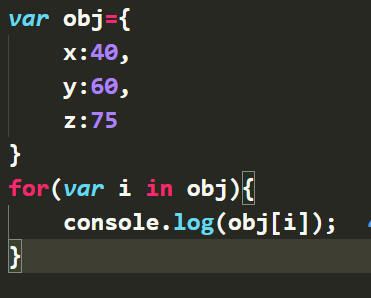 var obj={
    x:40,
    y:60,
    z:75
}
for(var i in obj){
    console.log(obj[i]);
}